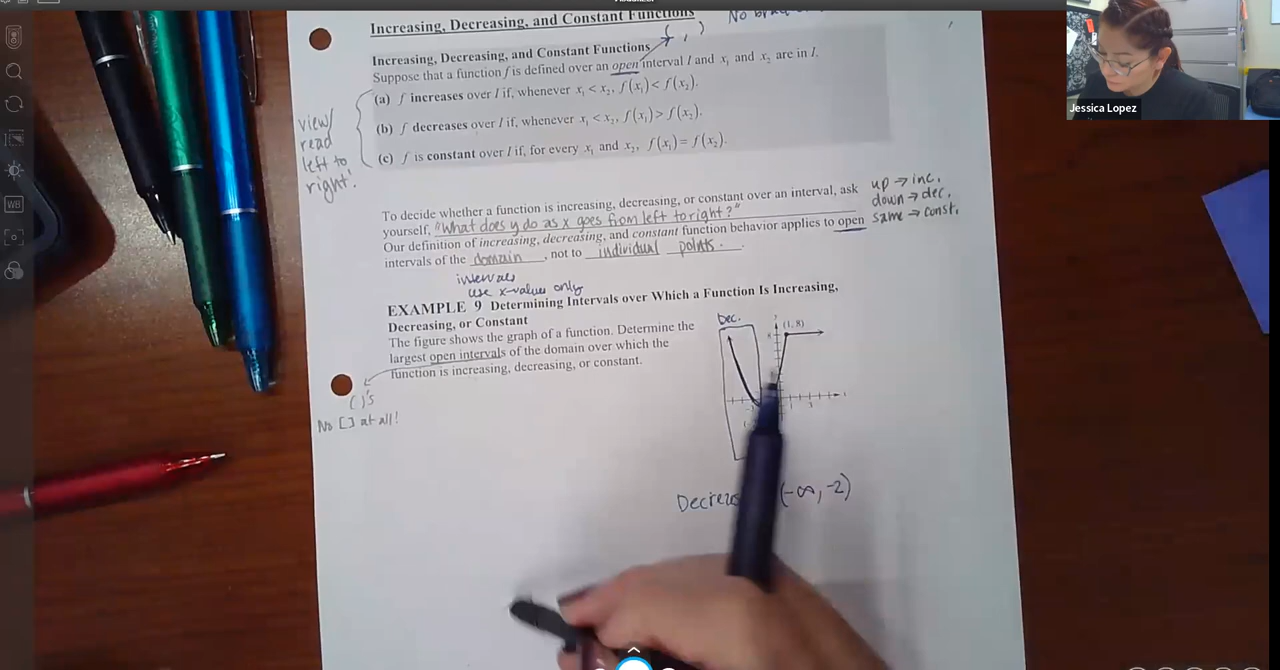 Increasing, Decreasing, and Constant Functions
No
( , )
Increasing, Decreasing, and Constant Functions
Suppose that a function f is defined over an open interval I and x₁ and x₂ are in I.
(a) f increases over I if, whenever x₁ < x₂, f(x₁) < f(x₂).
(b) f decreases over I if, whenever x₁ < x₂, f(x₁) > f(x₂).
(c) f is constant over I if, for every x₁ and x₂, f(x₁) = f(x₂).
view/
read
left to
right!
To decide whether a function is increasing, decreasing, or constant over an interval, ask
yourself, "What does y do as x goes from left to right?"
Our definition of increasing, decreasing, and constant function behavior applies to open
intervals of the domain, not to individual points.
up → inc.
down → dec.
same → const.
intervals
use x-values only
EXAMPLE 9 Determining Intervals over Which a Function Is Increasing,
Decreasing, or Constant
The figure shows the graph of a function. Determine the
largest open intervals of the domain over which the
function is increasing, decreasing, or constant.
( )'s
No [ ] at all!
Dec.
(1, 8)
(-∞, -2)
Jessica Lopez
WB